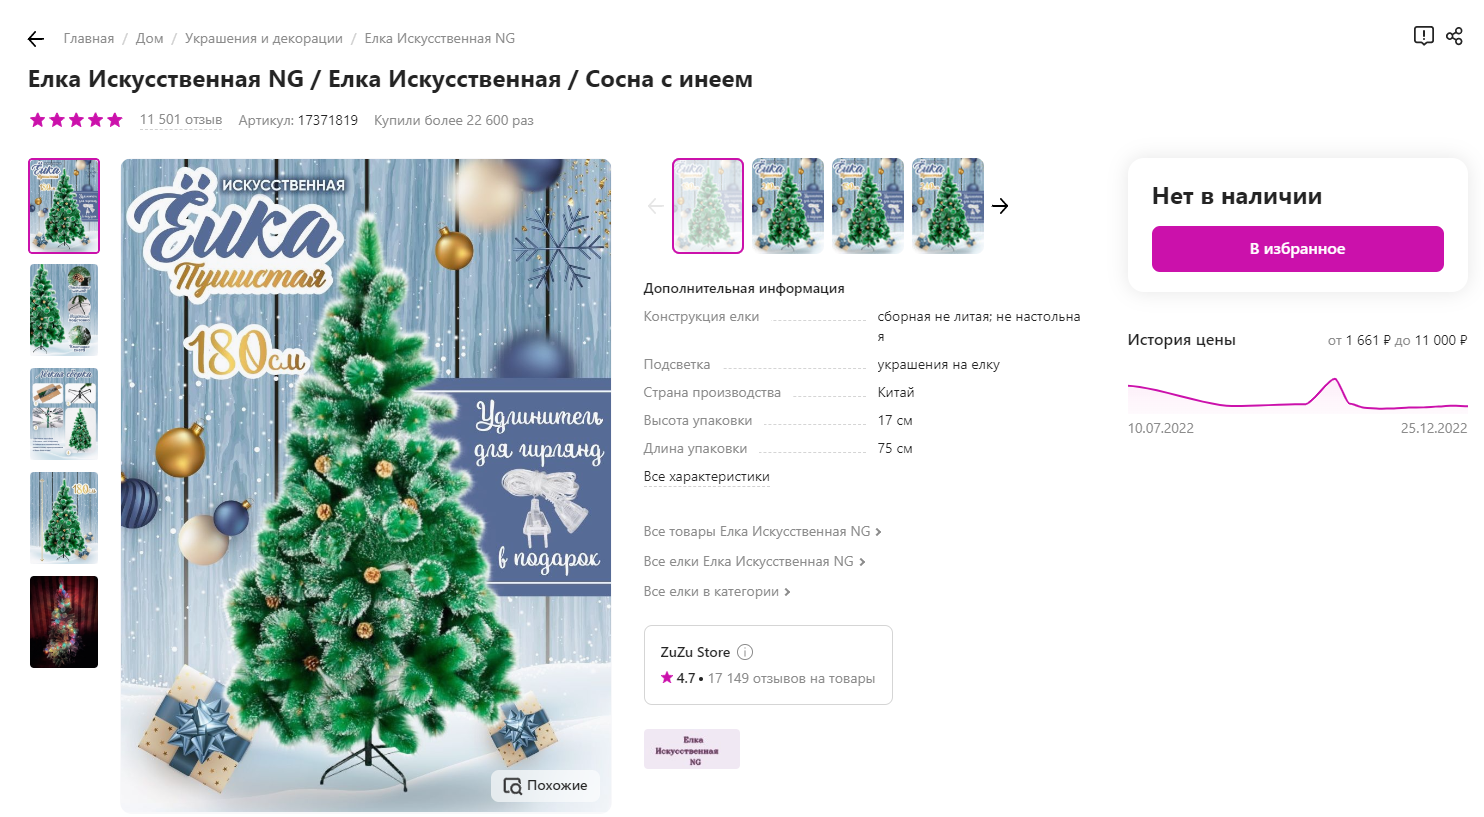 Главная / Дом / Украшения и декорации / Елка Искусственная NG
Елка Искусственная NG / Елка Искусственная / Сосна с инеем
11 501 отзыв Артикул: 17371819 Купили более 22 600 раз
ИСКУССТВЕННАЯ
Ёлка
Пушистая
180см
Удлинитель
для гирлянд
в подарок
Похожие
Дополнительная информация
Конструкция елки сборная не литая; не настольна
я
Подсветка украшения на елку
Страна производства Китай
Высота упаковки 17 см
Длина упаковки 75 см
Все характеристики
Все товары Елка Искусственная NG
Все елки Елка Искусственная NG
Все елки в категории
ZuZu Store
4.7 • 17 149 отзывов на товары
Елка
Искусственная
NG
Нет в наличии
В избранное
История цены от 1 661 ₽ до 11 000 ₽
10.07.2022 25.12.2022